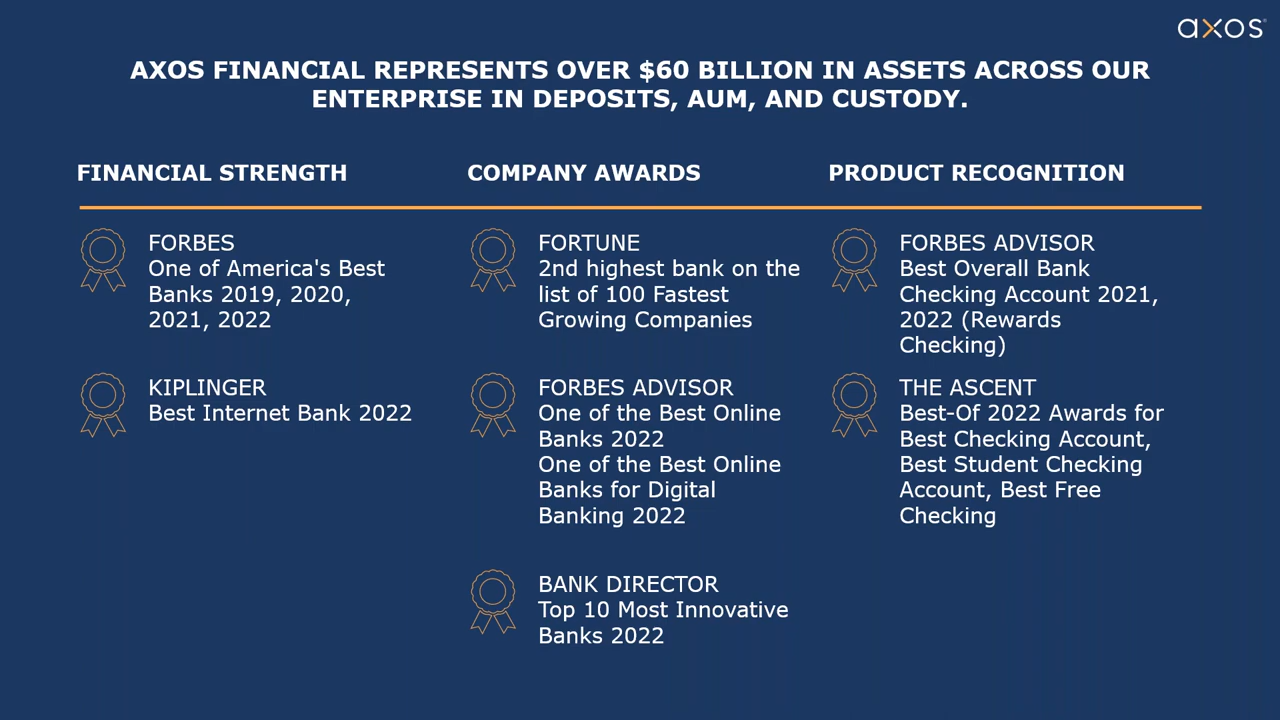 axos
AXOS FINANCIAL REPRESENTS OVER $60 BILLION IN ASSETS ACROSS OUR
ENTERPRISE IN DEPOSITS, AUM, AND CUSTODY.
FINANCIAL STRENGTH
FORBES
One of America's Best
Banks 2019, 2020,
2021, 2022
KIPLINGER
Best Internet Bank 2022
COMPANY AWARDS
FORTUNE
2nd highest bank on the
list of 100 Fastest
Growing Companies
FORBES ADVISOR
One of the Best Online
Banks 2022
One of the Best Online
Banks for Digital
Banking 2022
BANK DIRECTOR
Top 10 Most Innovative
Banks 2022
PRODUCT RECOGNITION
FORBES ADVISOR
Best Overall Bank
Checking Account 2021,
2022 (Rewards
Checking)
THE ASCENT
Best-Of 2022 Awards for
Best Checking Account,
Best Student Checking
Account, Best Free
Checking